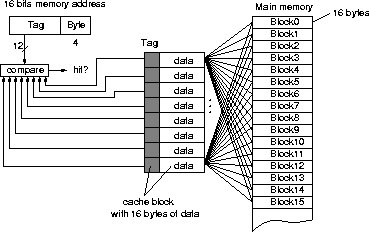 16 bits memory address
Tag Byte
12 4
compare hit?
Tag
data
data
data
data
data
data
data
data
cache block
with 16 bytes of data
Main memory
16 bytes
Block0
Block1
Block2
Block3
Block4
Block5
Block6
Block7
Block8
Block9
Block10
Block11
Block12
Block13
Block14
Block15